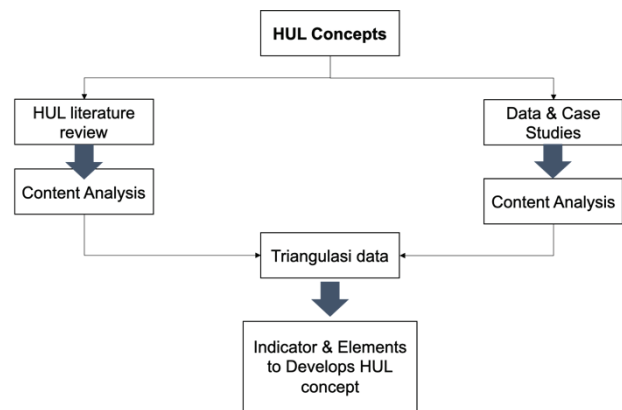 HUL Concepts
HUL literature
review
Data & Case
Studies
Content Analysis
Content Analysis
Triangulasi data
Indicator & Elements
to Develops HUL
concept